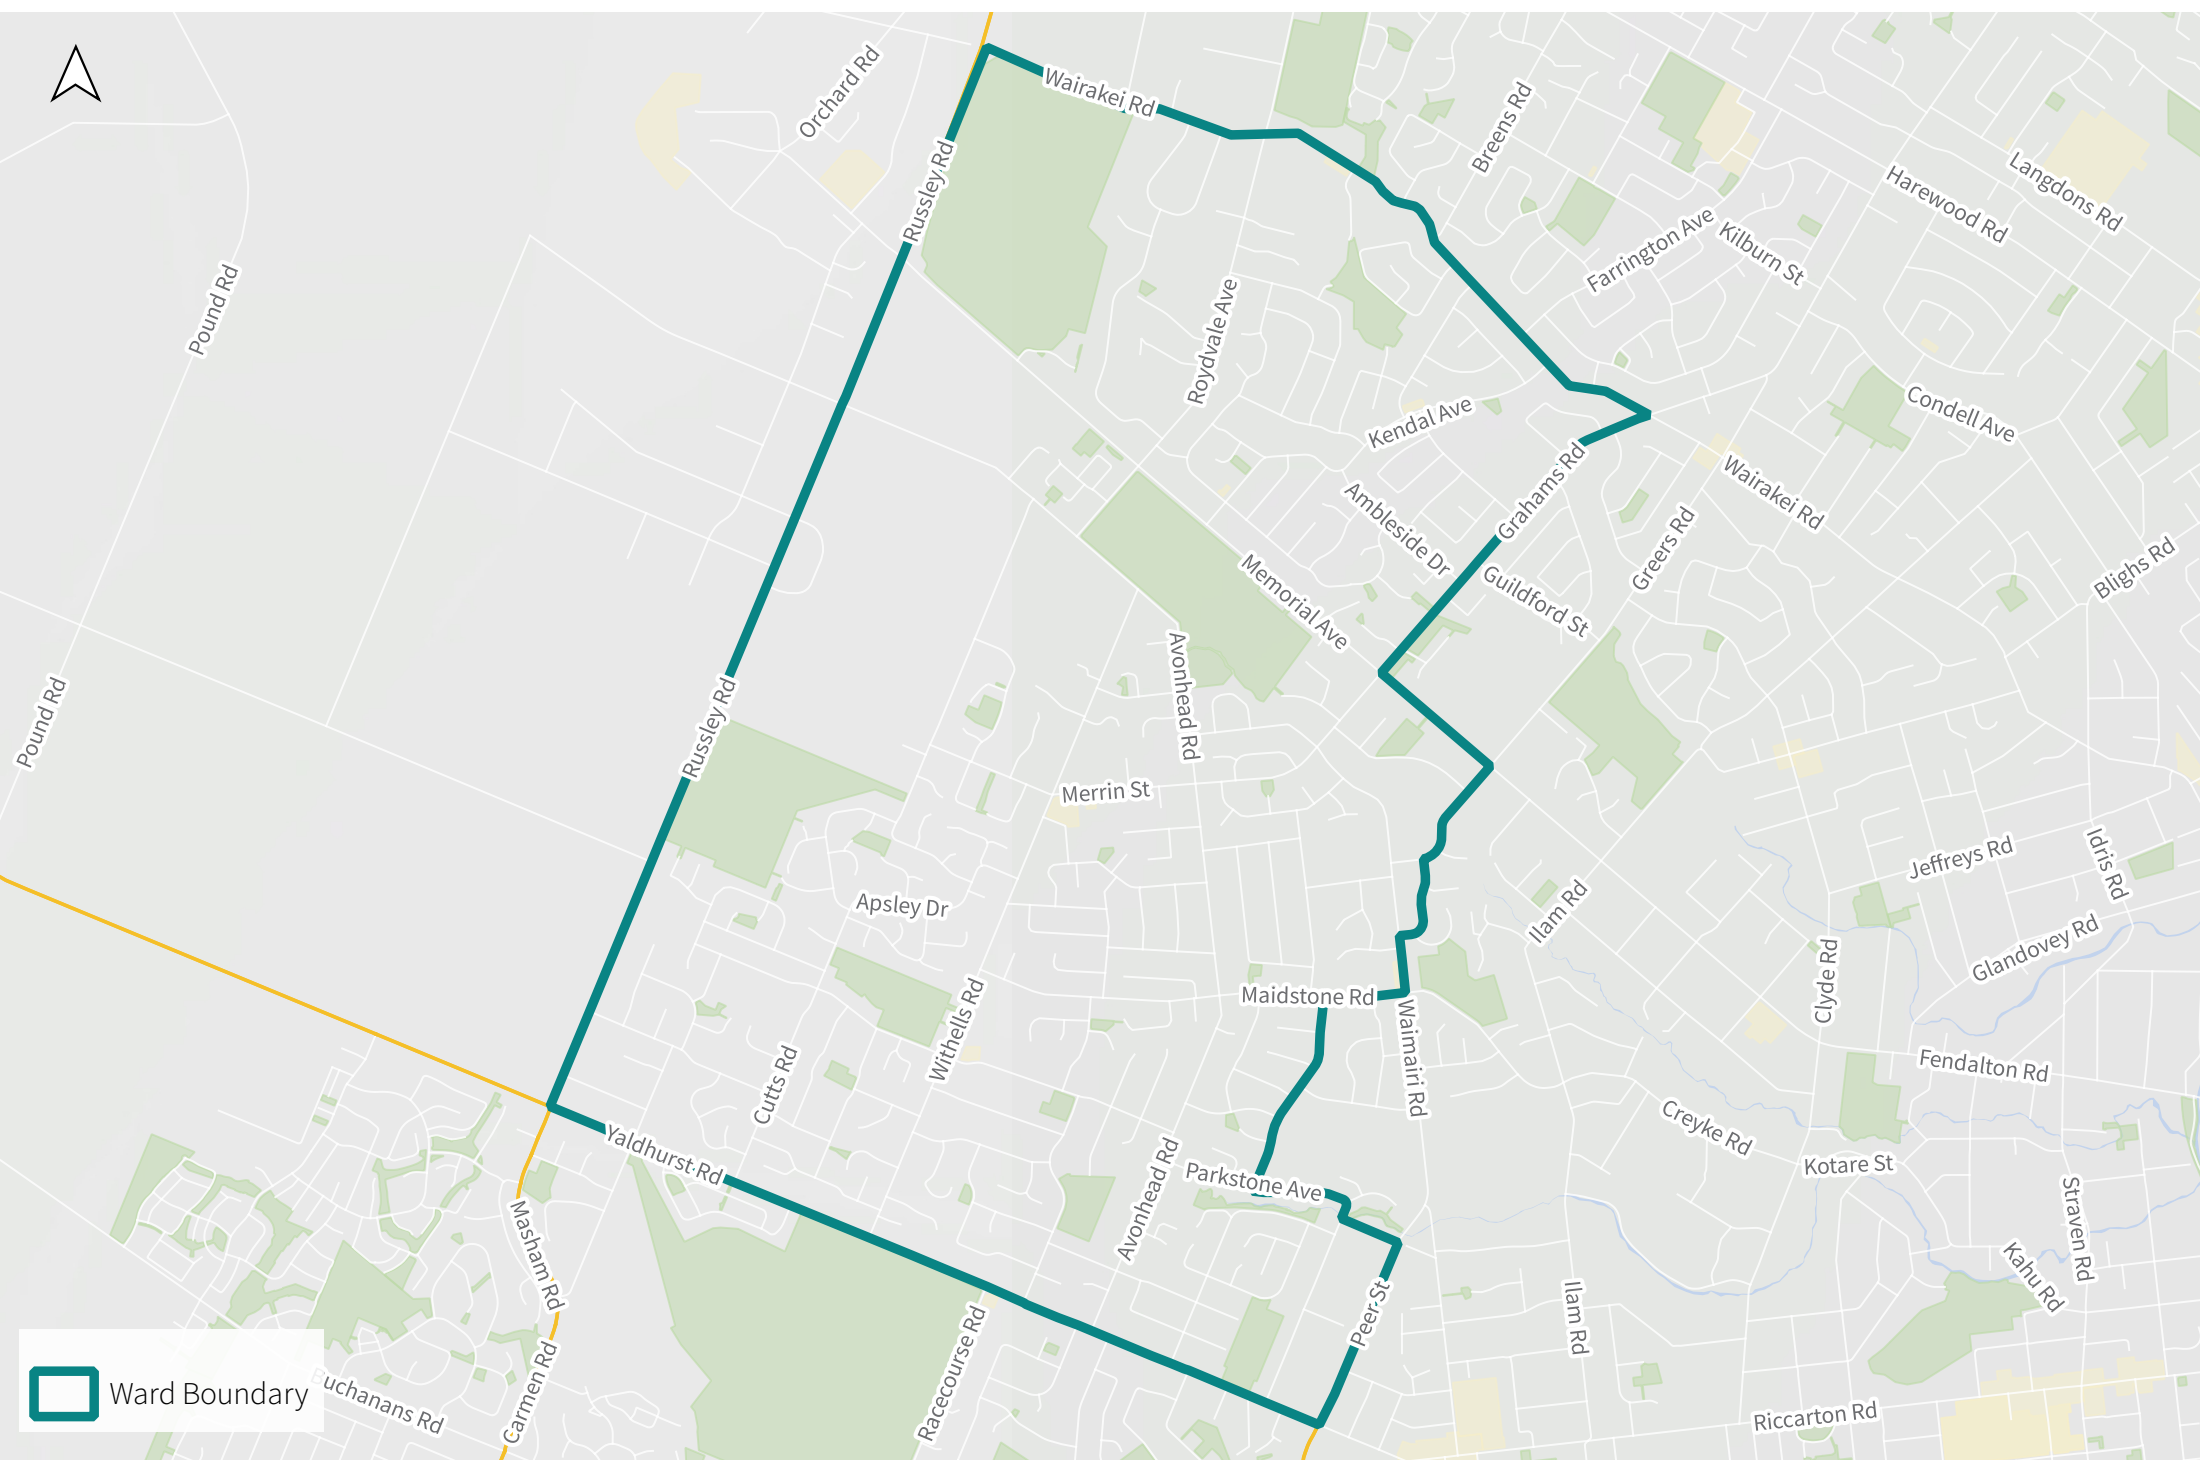 Orchard Rd
Wairakei Rd
Breens Rd
Russley Rd
Langdons Rd
Harewood Rd
Farrington Ave
Kilburn St
Pound Rd
Roydvale Ave
Kendal Ave
Condell Ave
Grahams Rd
Wairakei Rd
Ambleside Dr
Greers Rd
Guildford St
Blighs Rd
Memorial Ave
Avonhead Rd
Pound Rd
Russley Rd
Merrin St
Apsley Dr
Jeffreys Rd
Idris Rd
Ilam Rd
Glandovey Rd
Clyde Rd
Maidstone Rd
Withells Rd
Waimairi Rd
Fendalton Rd
Cutts Rd
Creyke Rd
Yaldhurst Rd
Kotare St
Parkstone Ave
Avonhead Rd
Straven Rd
Masham Rd
Kahu Rd
Peer St
Ilam Rd
Racecourse Rd
Carmen Rd
Buchanans Rd
Riccarton Rd
Ward Boundary